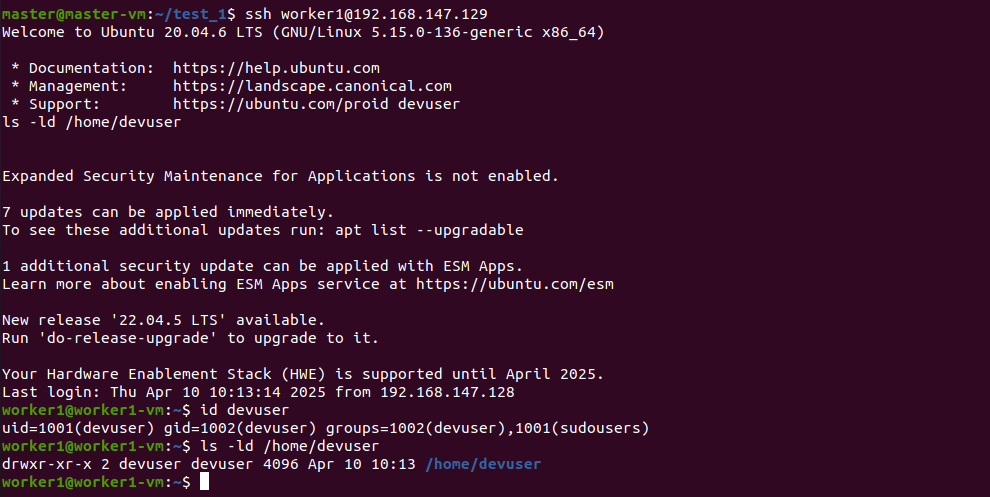 master@master-vm:~/test_1$ ssh worker1@192.168.147.129
Welcome to Ubuntu 20.04.6 LTS (GNU/Linux 5.15.0-136-generic x86_64)
 * Documentation:  https://help.ubuntu.com
 * Management:     https://landscape.canonical.com
 * Support:        https://ubuntu.com/proid devuser
ls -ld /home/devuser
Expanded Security Maintenance for Applications is not enabled.
7 updates can be applied immediately.
To see these additional updates run: apt list --upgradable
1 additional security update can be applied with ESM Apps.
Learn more about enabling ESM Apps service at https://ubuntu.com/esm
New release '22.04.5 LTS' available.
Run 'do-release-upgrade' to upgrade to it.
Your Hardware Enablement Stack (HWE) is supported until April 2025.
Last login: Thu Apr 10 10:13:14 2025 from 192.168.147.128
worker1@worker1-vm:~$ id devuser
uid=1001(devuser) gid=1002(devuser) groups=1002(devuser),1001(sudousers)
worker1@worker1-vm:~$ ls -ld /home/devuser
drwxr-xr-x 2 devuser devuser 4096 Apr 10 10:13 /home/devuser
worker1@worker1-vm:~$